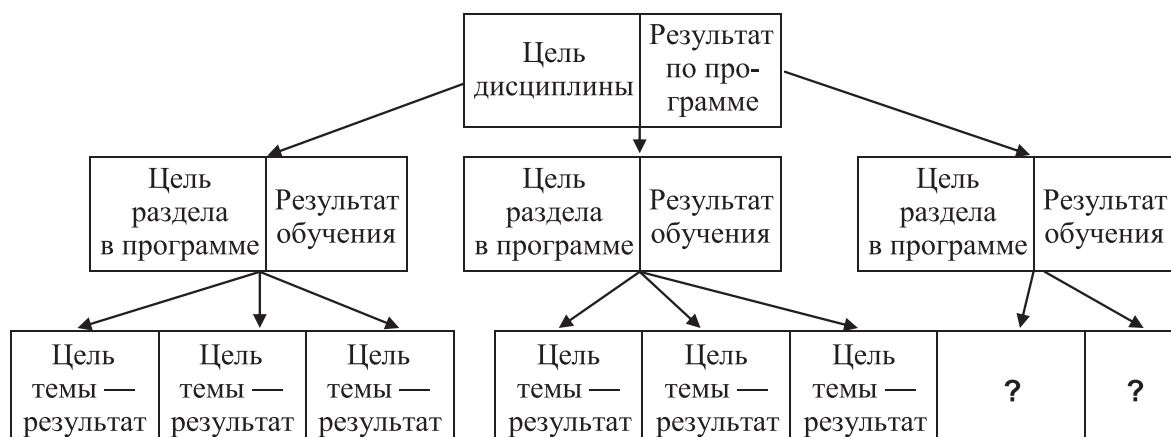 Цель
дисциплины
Результат
по про-
грамме
Цель
раздела
в программе
Результат
обучения
Цель
раздела
в программе
Результат
обучения
Цель
раздела
в программе
Результат
обучения
Цель
темы —
результат
Цель
темы —
результат
Цель
темы —
результат
Цель
темы —
результат
Цель
темы —
результат
Цель
темы —
результат
?
?